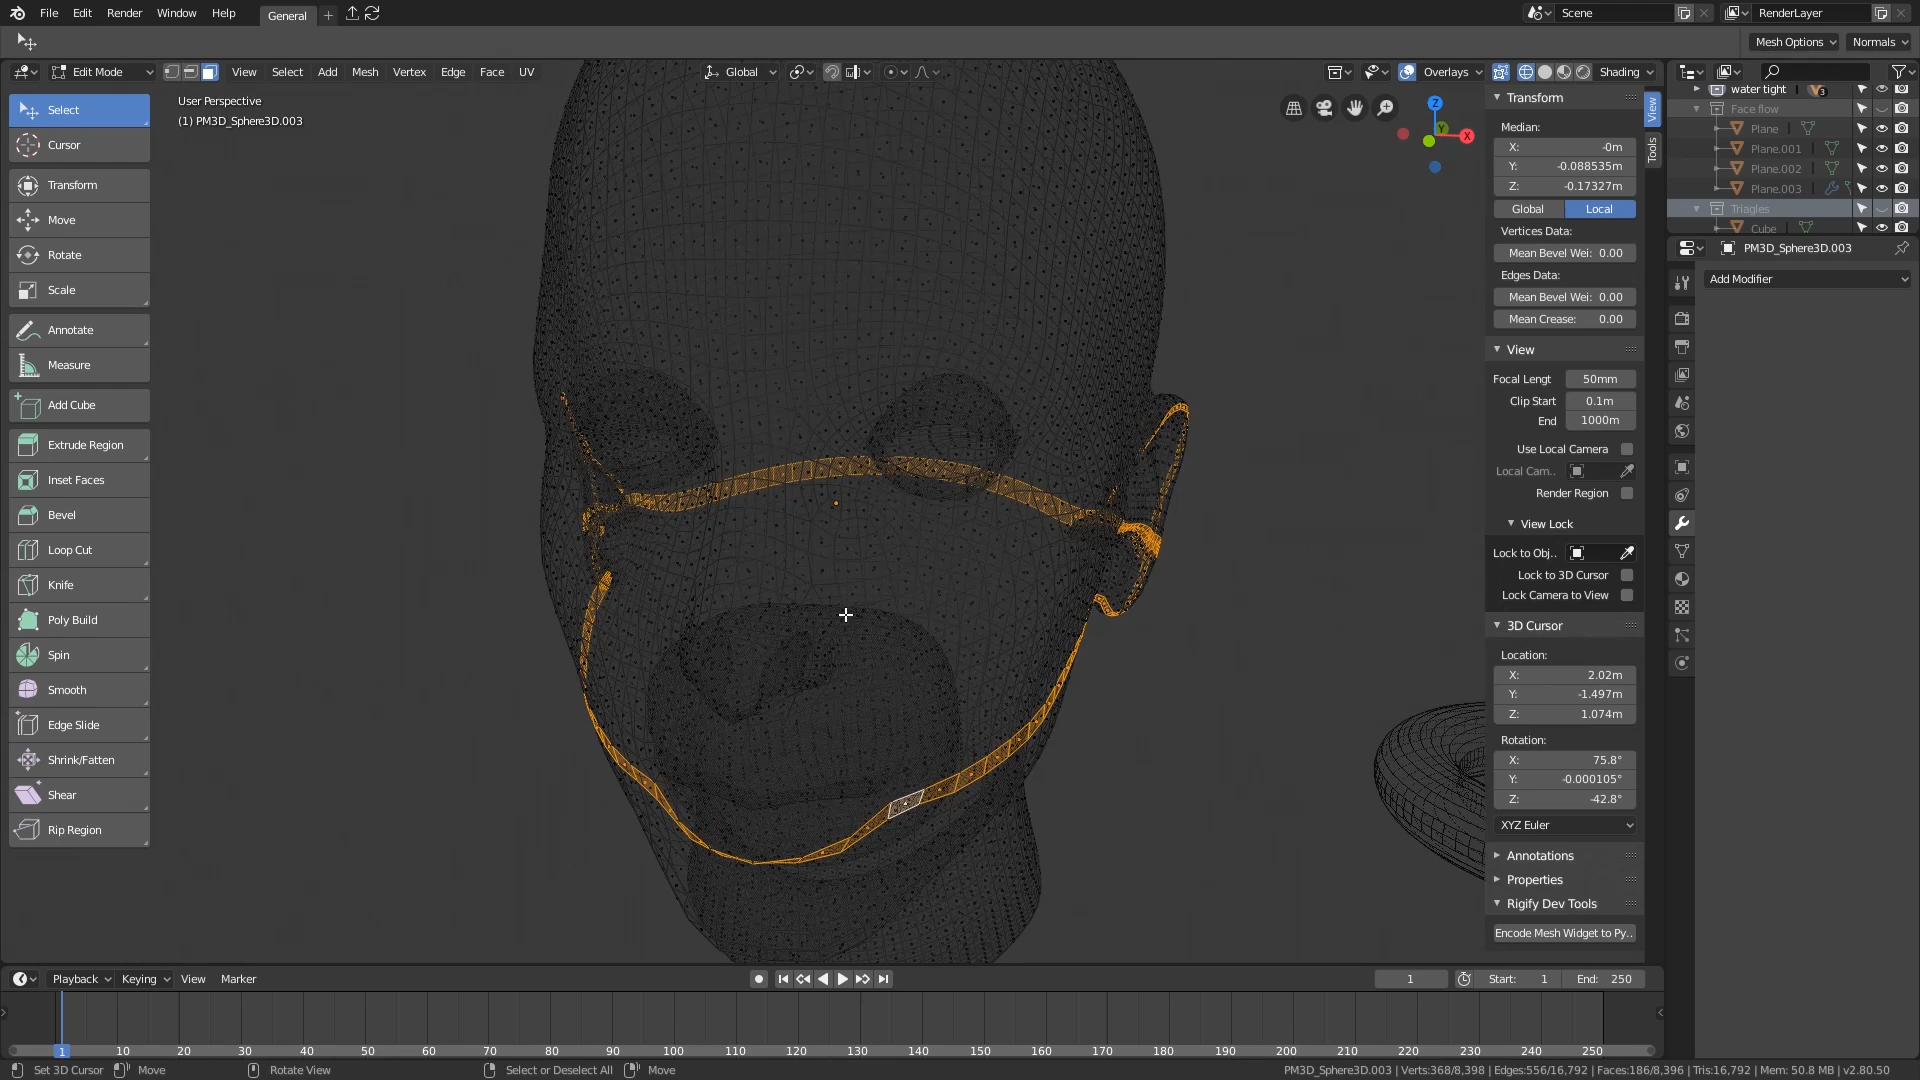 File Edit Render Window Help General Scene RenderLayer
Mesh Options Normals
Edit Mode View Select Add Mesh Vertex Edge Face UV Global Overlays Shading
Select
Cursor
Transform
Move
Rotate
Scale
Annotate
Measure
Add Cube
Extrude Region
Inset Faces
Bevel
Loop Cut
Knife
Poly Build
Spin
Smooth
Edge Slide
Shrink/Fatten
Shear
Rip Region
User Perspective
(1) PM3D_Sphere3D.003
Z
Y
X
Transform
Median:
X: -0m
Y: -0.088535m
Z: -0.17327m
Global Local
Vertices Data:
Mean Bevel Wei: 0.00
Edges Data:
Mean Bevel Wei: 0.00
Mean Crease: 0.00
View
Focal Lengt 50mm
Clip Start 0.1m
End 1000m
Use Local Camera
Local Cam..
Render Region
View Lock
Lock to Obj..
Lock to 3D Cursor
Lock Camera to View
3D Cursor
Location:
X: 2.02m
Y: -1.497m
Z: 1.074m
Rotation:
X: 75.8°
Y: -0.000105°
Z: -42.8°
XYZ Euler
Annotations
Properties
Rigify Dev Tools
Encode Mesh Widget to Py..
View
Tools
water tight 3
Face flow
Plane
Plane.001
Plane.002
Plane.003
Triagles
Cube
PM3D_Sphere3D.003
Add Modifier
Playback Keying View Marker 1 Start: 1 End: 250
1 10 20 30 40 50 60 70 80 90 100 110 120 130 140 150 160 170 180 190 200 210 220 230 240 250
Set 3D Cursor Move Rotate View Select or Deselect All Move PM3D_Sphere3D.003 | Verts:368/8,398 | Edges:556/16,792 | Faces:186/8,396 | Tris:16,792 | Mem: 50.8 MB | v2.80.50